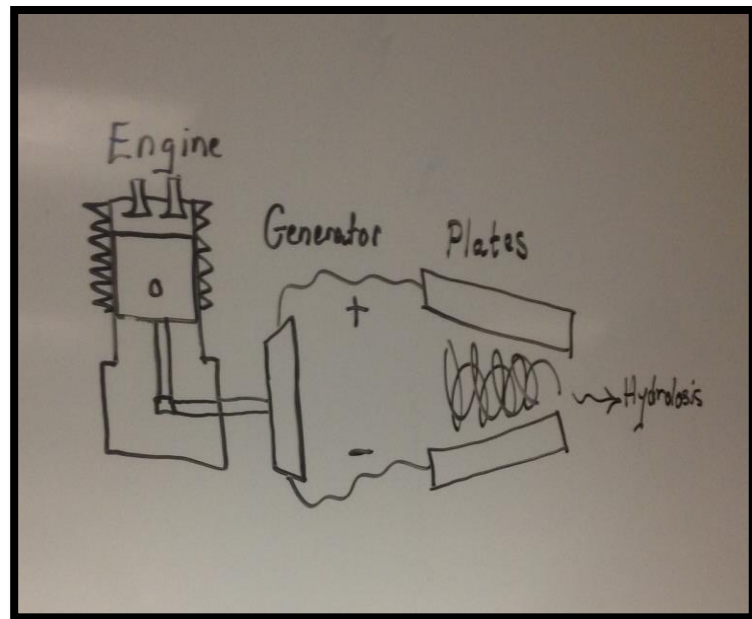 Engine
Generator
Plates
+
-
Hydrolosis